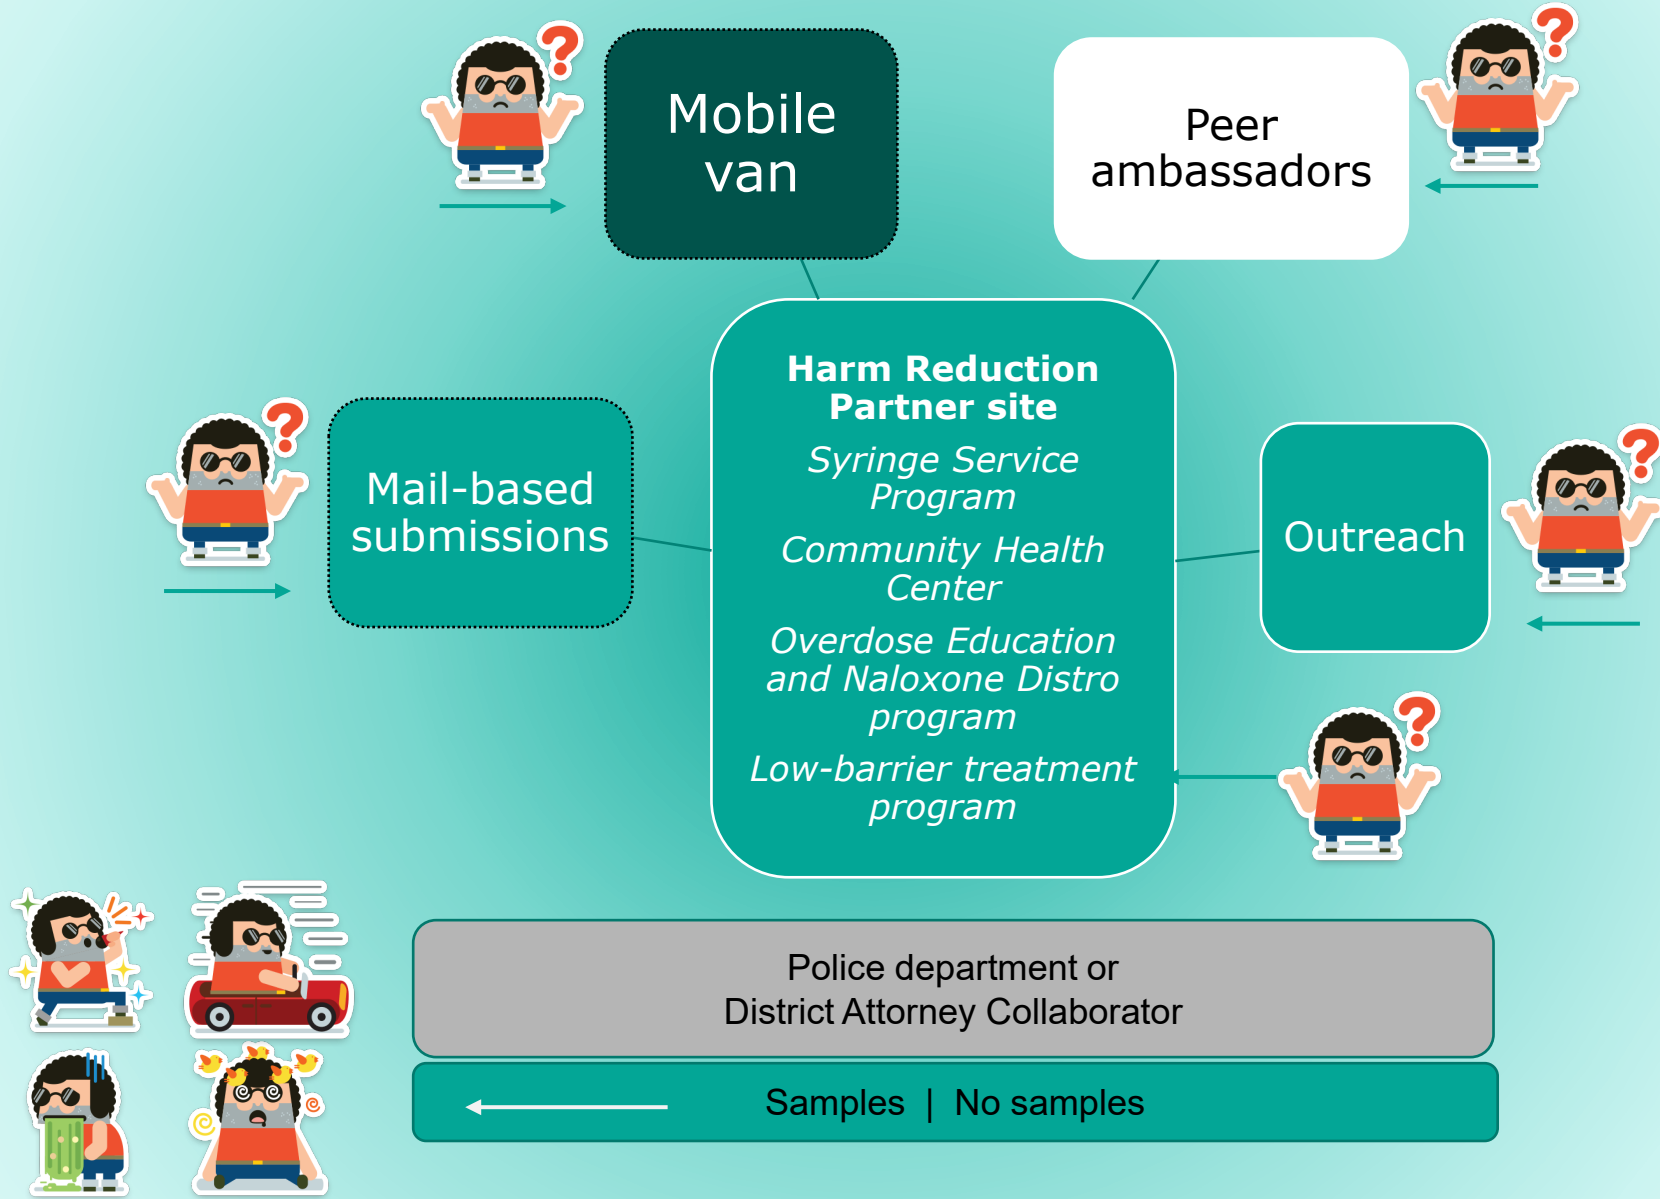 Mobile
van
Peer
ambassadors
Harm Reduction
Partner site
Syringe Service
Program
Community Health
Center
Overdose Education
and Naloxone Distro
program
Low-barrier treatment
program
Mail-based
submissions
Outreach
Police department or
District Attorney Collaborator
Samples | No samples